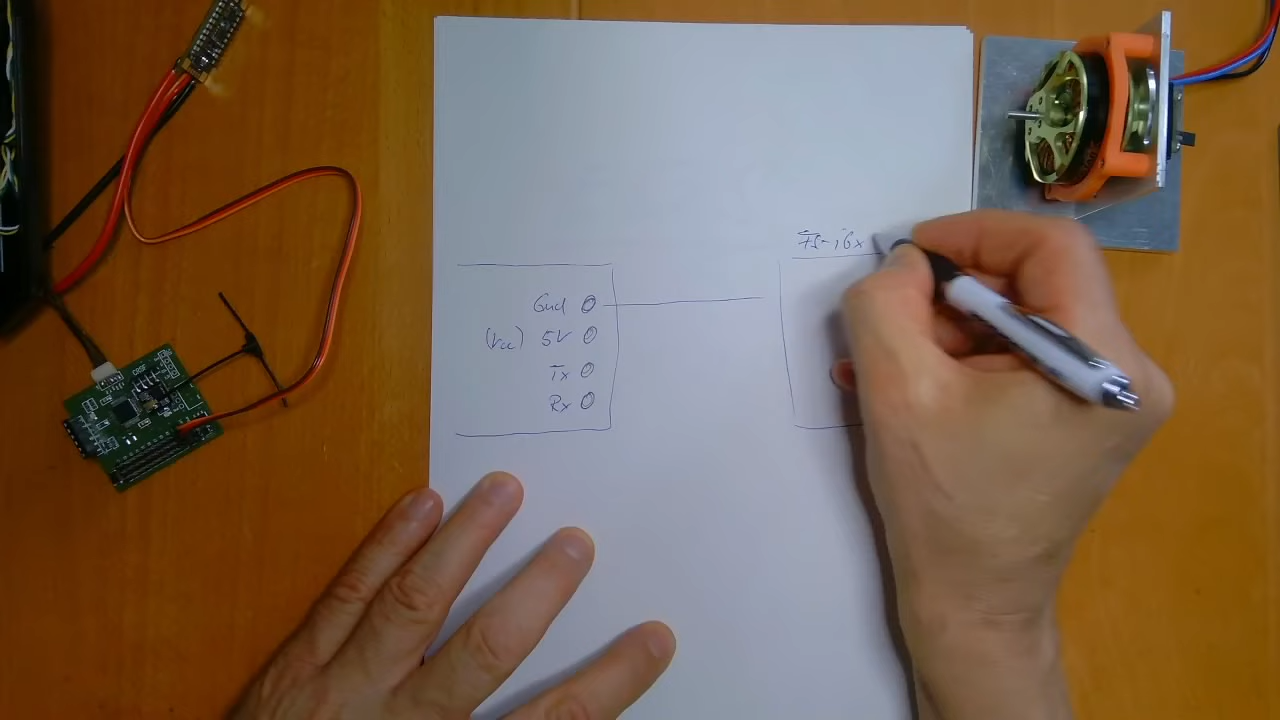 FS-i6x
Gnd
(Vcc) 5V
Tx
Rx